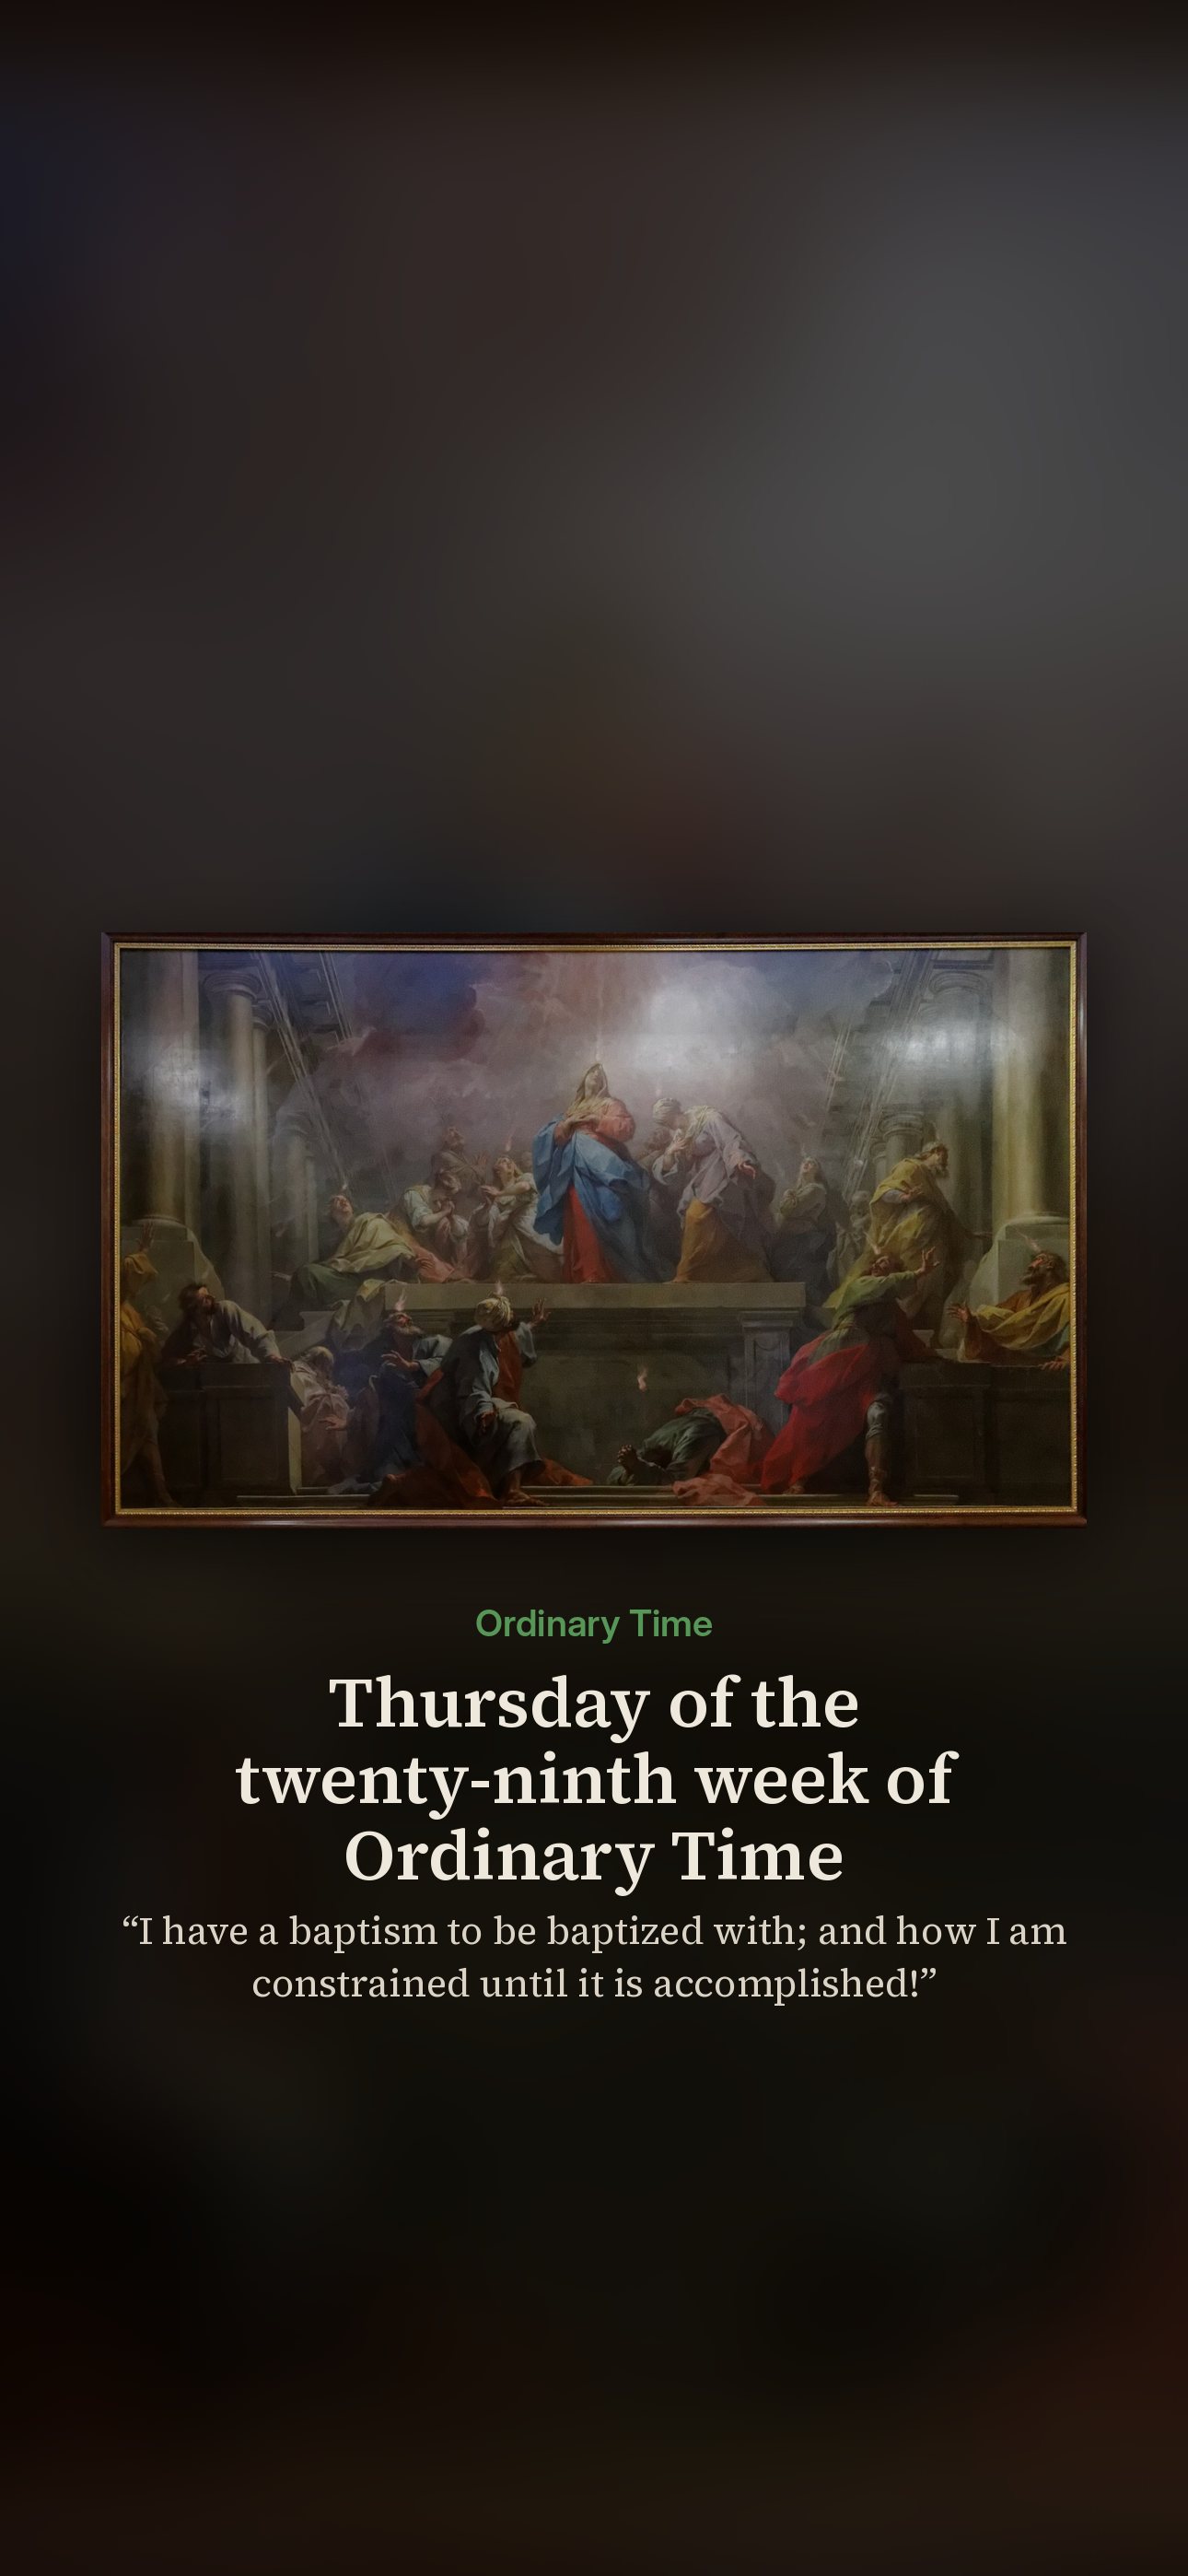 Ordinary Time
Thursday of the
twenty-ninth week of
Ordinary Time
“I have a baptism to be baptized with; and how I am
constrained until it is accomplished!”